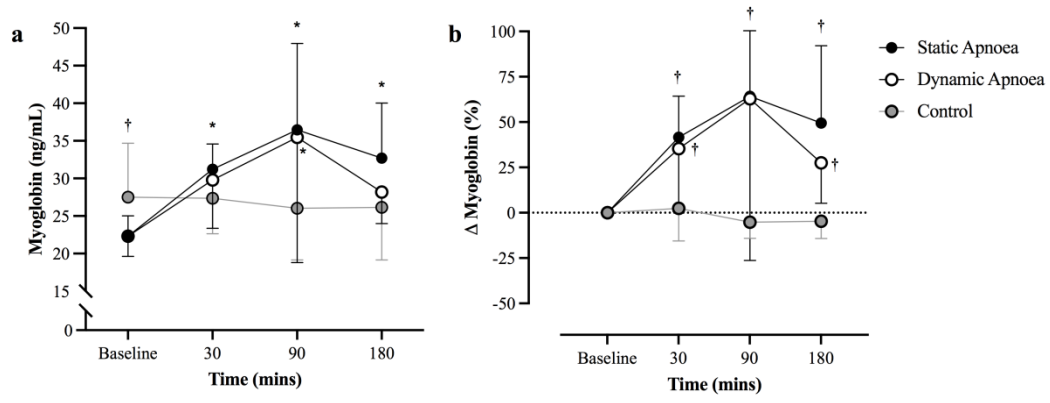 a
Myoglobin (ng/mL)
50
45
40
35
30
25
20
15
0
†
*
*
*
*
Baseline
30
90
180
Time (mins)
b
Δ Myoglobin (%)
100
75
50
25
0
-25
-50
†
†
†
†
†
Baseline
30
90
180
Time (mins)
Static Apnoea
Dynamic Apnoea
Control